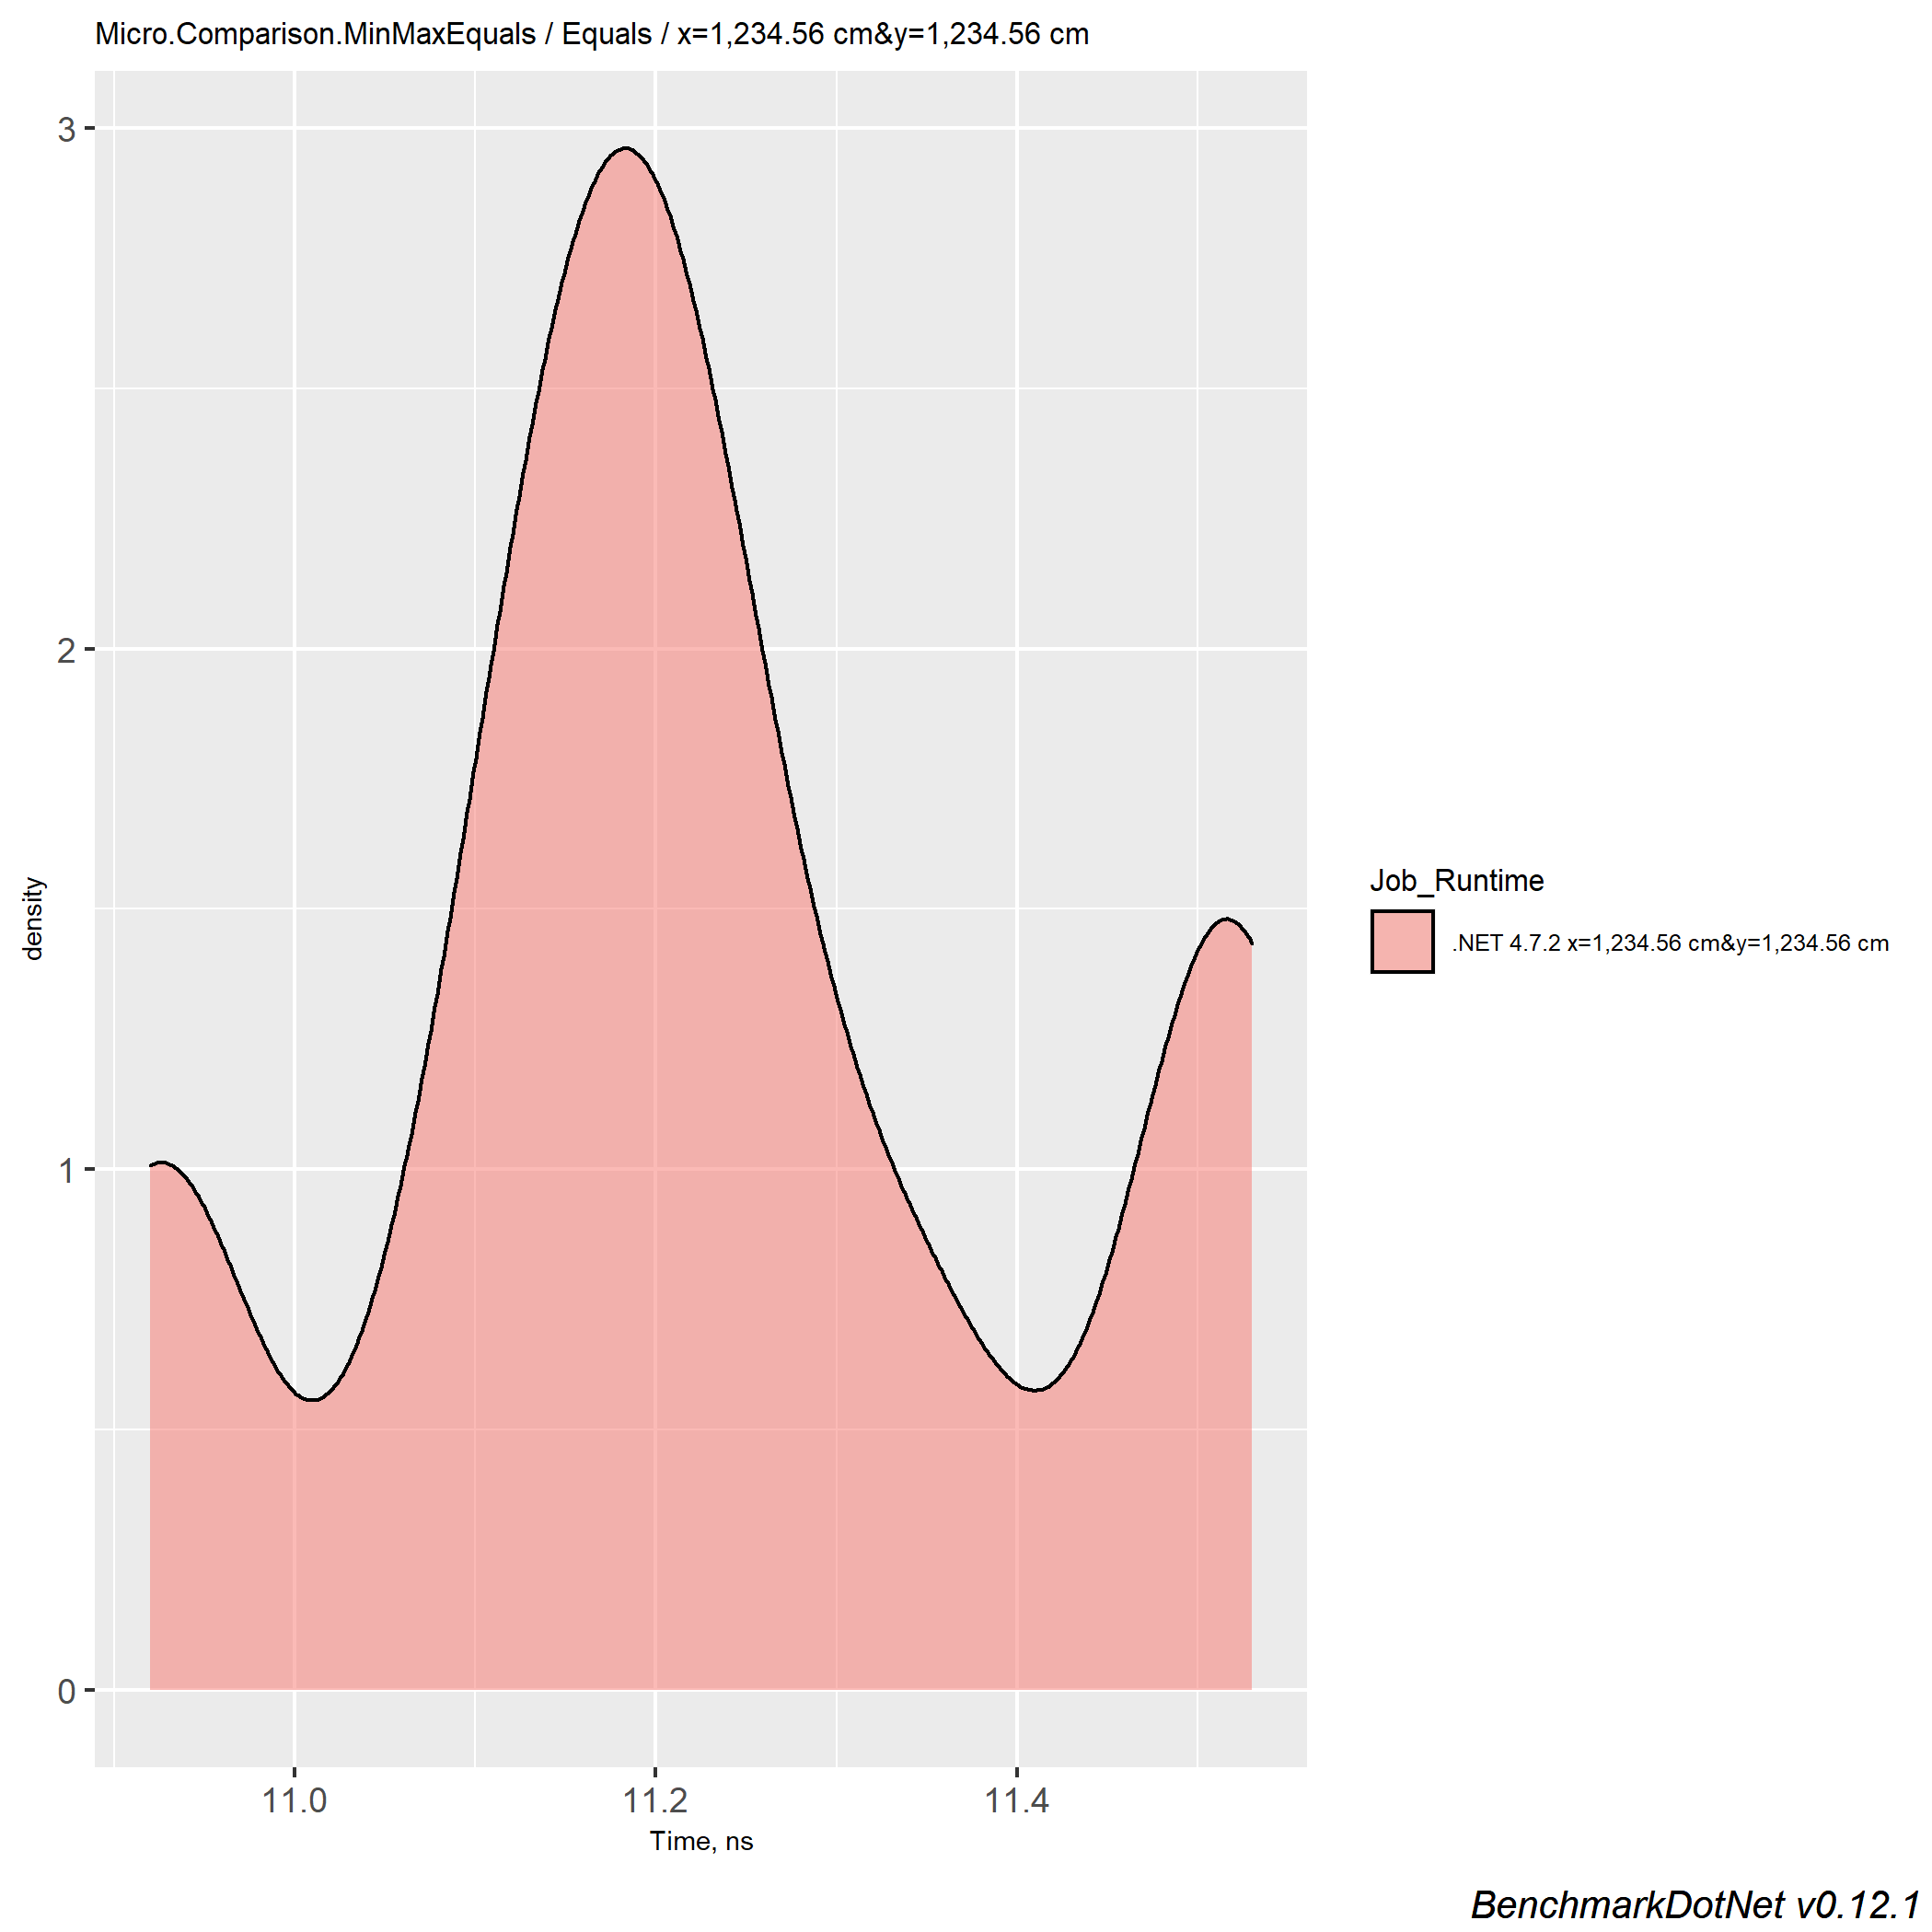 Micro.Comparison.MinMaxEquals / Equals / x=1,234.56 cm&y=1,234.56 cm
3
2
1
0
density
11.0
11.2
11.4
Time, ns
Job_Runtime
.NET 4.7.2 x=1,234.56 cm&y=1,234.56 cm
BenchmarkDotNet v0.12.1